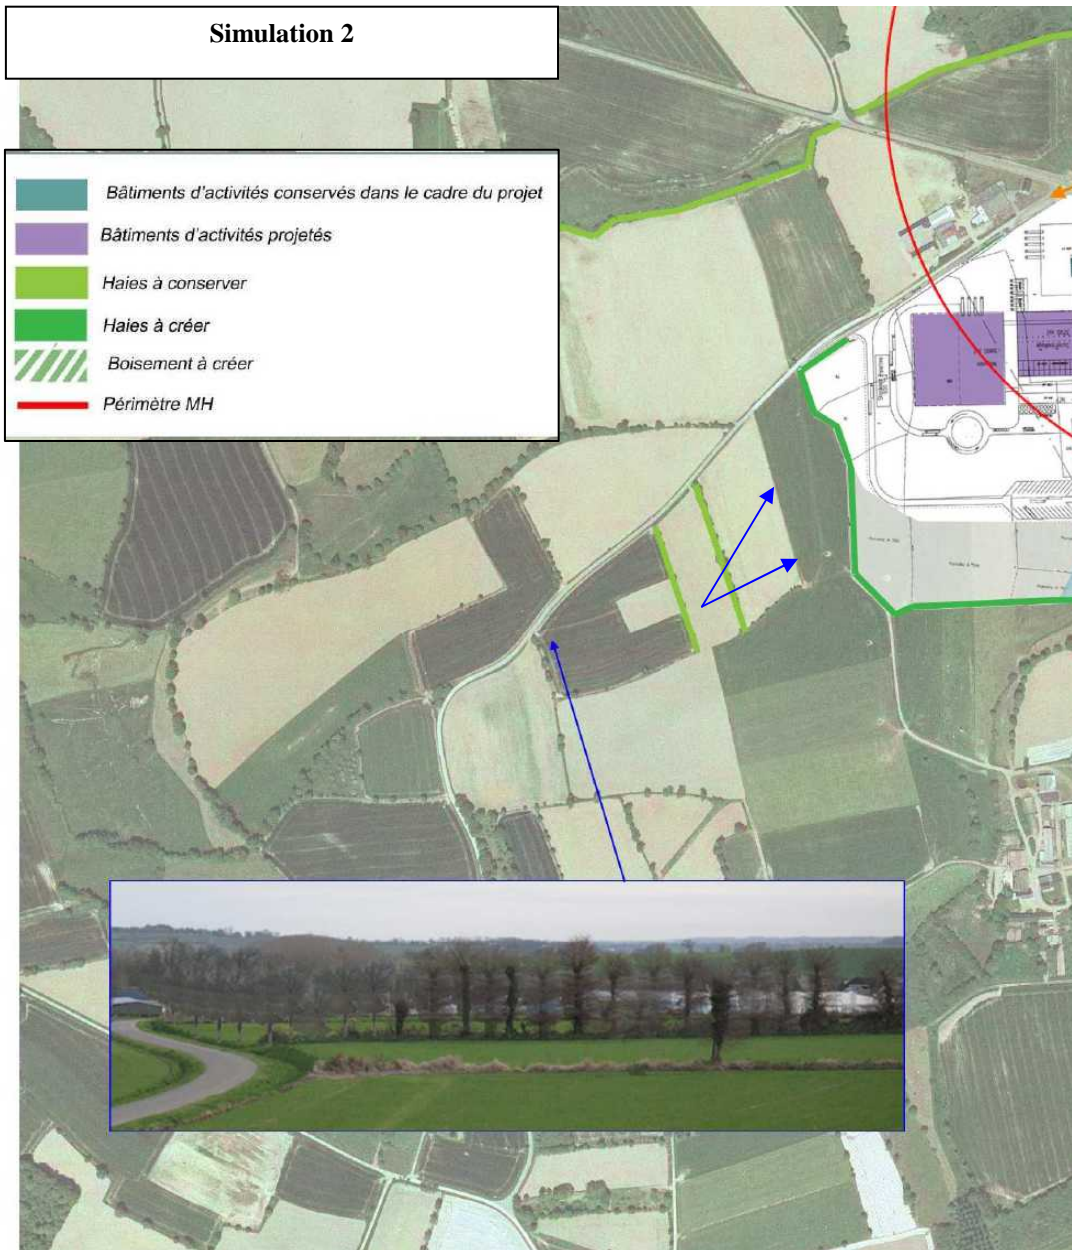 Simulation 2
Bâtiments d'activités conservés dans le cadre du projet
Bâtiments d'activités projetés
Haies à conserver
Haies à créer
Boisement à créer
Périmètre MH